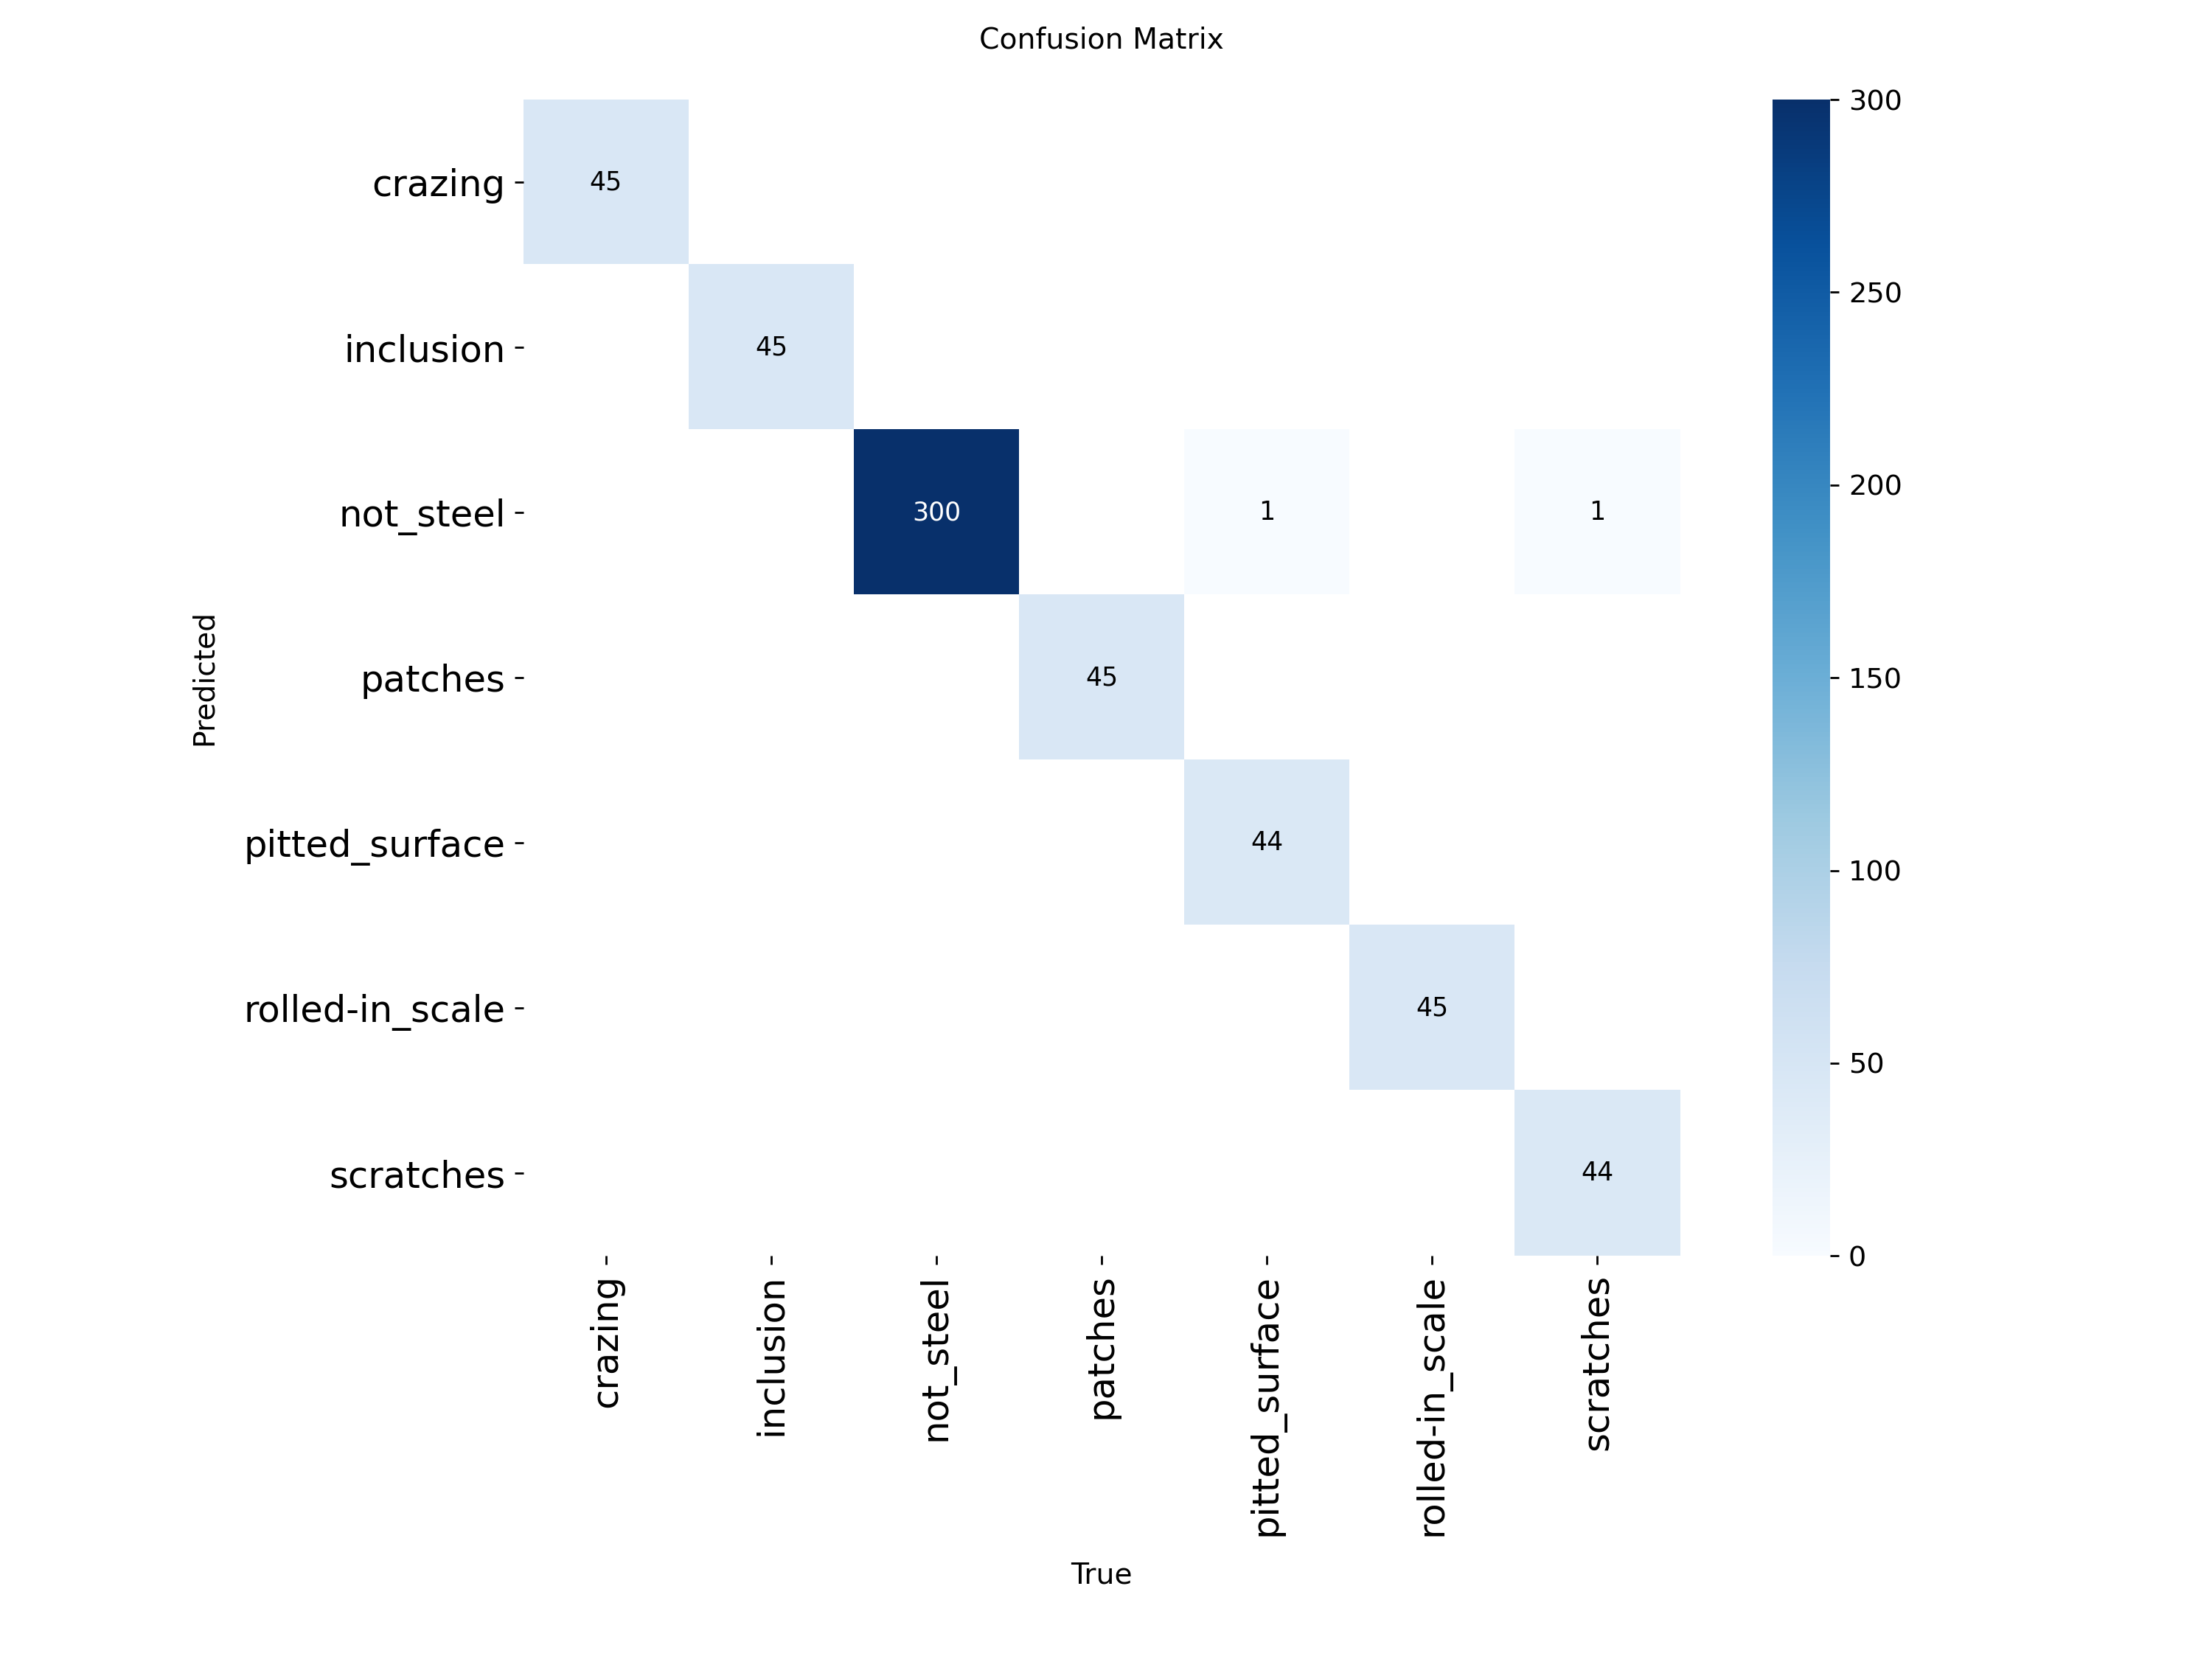 Confusion Matrix
crazing
inclusion
not_steel
patches
pitted_surface
rolled-in_scale
scratches
Predicted
45
45
300 1 1
45
44
45
44
crazing
inclusion
not_steel
patches
pitted_surface
rolled-in_scale
scratches
True
300
250
200
150
100
50
0